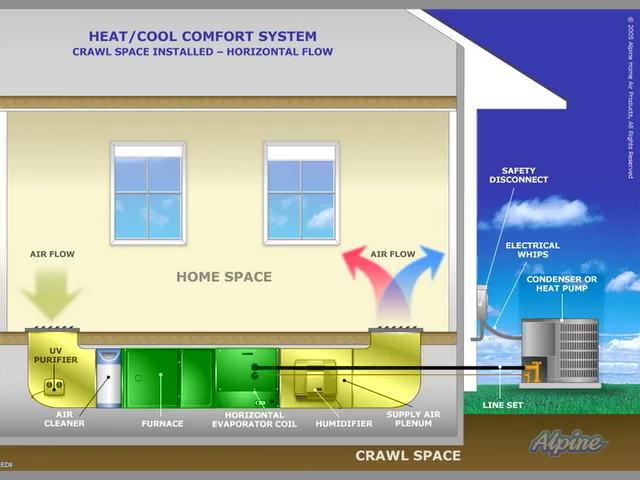 HEAT/COOL COMFORT SYSTEM
CRAWL SPACE INSTALLED – HORIZONTAL FLOW
© 2005 Alpine Home Air Products, All Rights Reserved
SAFETY
DISCONNECT
ELECTRICAL
WHIPS
CONDENSER OR
HEAT PUMP
AIR FLOW
AIR FLOW
HOME SPACE
UV
PURIFIER
AIR
CLEANER
FURNACE
HORIZONTAL
EVAPORATOR COIL
HUMIDIFIER
SUPPLY AIR
PLENUM
LINE SET
CRAWL SPACE
Alpine